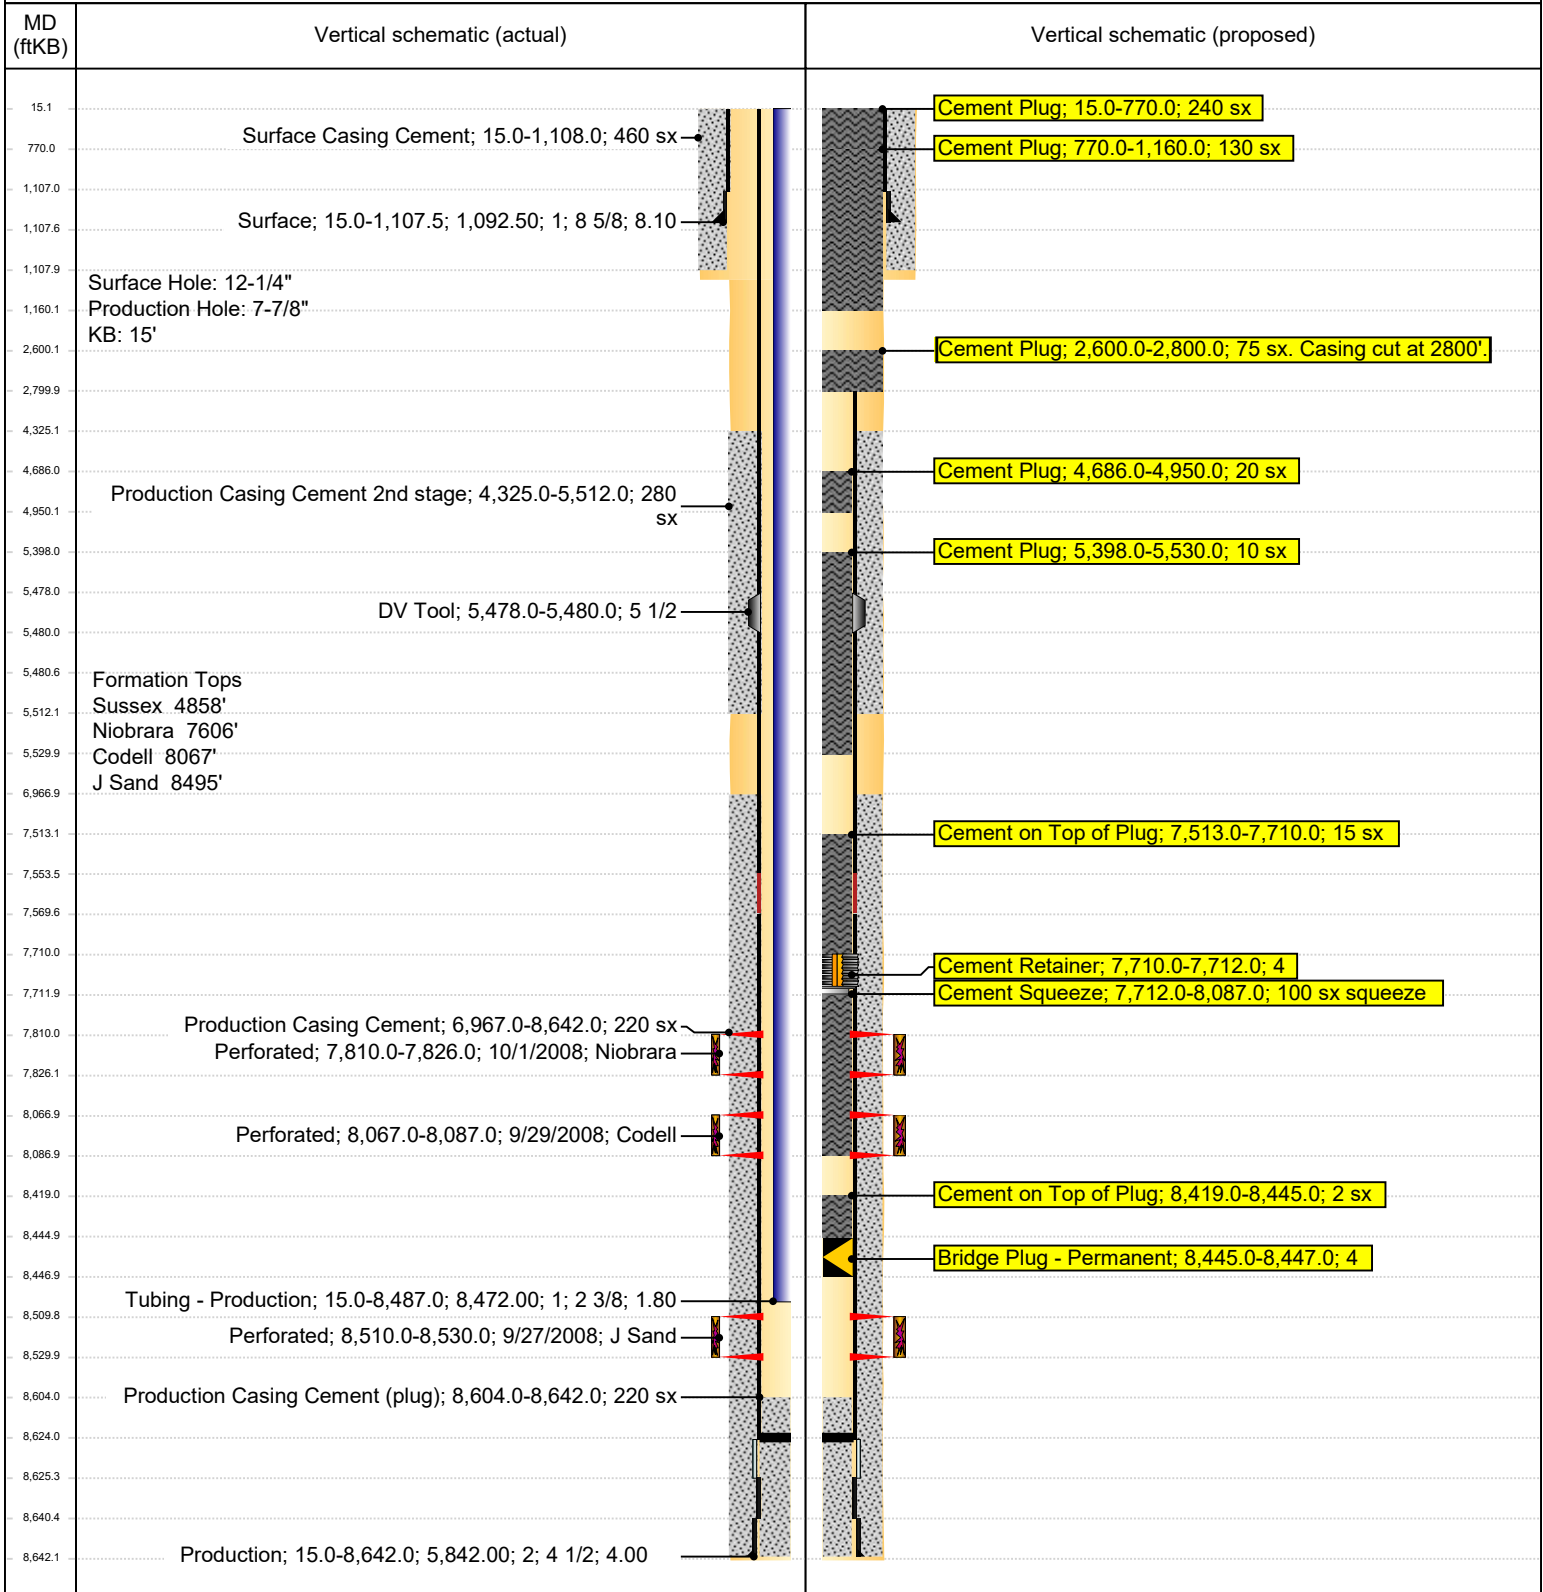 MD
(ftKB)
Vertical schematic (actual)
Vertical schematic (proposed)
15.1
770.0
1,107.0
1,107.6
1,107.9
1,160.1
2,600.1
2,799.9
4,325.1
4,686.0
4,950.1
5,398.0
5,478.0
5,480.0
5,480.6
5,512.1
5,529.9
6,966.9
7,513.1
7,553.5
7,569.6
7,710.0
7,711.9
7,810.0
7,826.1
8,066.9
8,086.9
8,419.0
8,444.9
8,446.9
8,509.8
8,529.9
8,604.0
8,624.0
8,625.3
8,640.4
8,642.1
Surface Casing Cement; 15.0-1,108.0; 460 sx
Surface; 15.0-1,107.5; 1,092.50; 1; 8 5/8; 8.10
Surface Hole: 12-1/4"
Production Hole: 7-7/8"
KB: 15'
Production Casing Cement 2nd stage; 4,325.0-5,512.0; 280
sx
DV Tool; 5,478.0-5,480.0; 5 1/2
Formation Tops
Sussex 4858'
Niobrara 7606'
Codell 8067'
J Sand 8495'
Production Casing Cement; 6,967.0-8,642.0; 220 sx
Perforated; 7,810.0-7,826.0; 10/1/2008; Niobrara
Perforated; 8,067.0-8,087.0; 9/29/2008; Codell
Tubing - Production; 15.0-8,487.0; 8,472.00; 1; 2 3/8; 1.80
Perforated; 8,510.0-8,530.0; 9/27/2008; J Sand
Production Casing Cement (plug); 8,604.0-8,642.0; 220 sx
Production; 15.0-8,642.0; 5,842.00; 2; 4 1/2; 4.00
Cement Plug; 15.0-770.0; 240 sx
Cement Plug; 770.0-1,160.0; 130 sx
Cement Plug; 2,600.0-2,800.0; 75 sx. Casing cut at 2800'.
Cement Plug; 4,686.0-4,950.0; 20 sx
Cement Plug; 5,398.0-5,530.0; 10 sx
Cement on Top of Plug; 7,513.0-7,710.0; 15 sx
Cement Retainer; 7,710.0-7,712.0; 4
Cement Squeeze; 7,712.0-8,087.0; 100 sx squeeze
Cement on Top of Plug; 8,419.0-8,445.0; 2 sx
Bridge Plug - Permanent; 8,445.0-8,447.0; 4